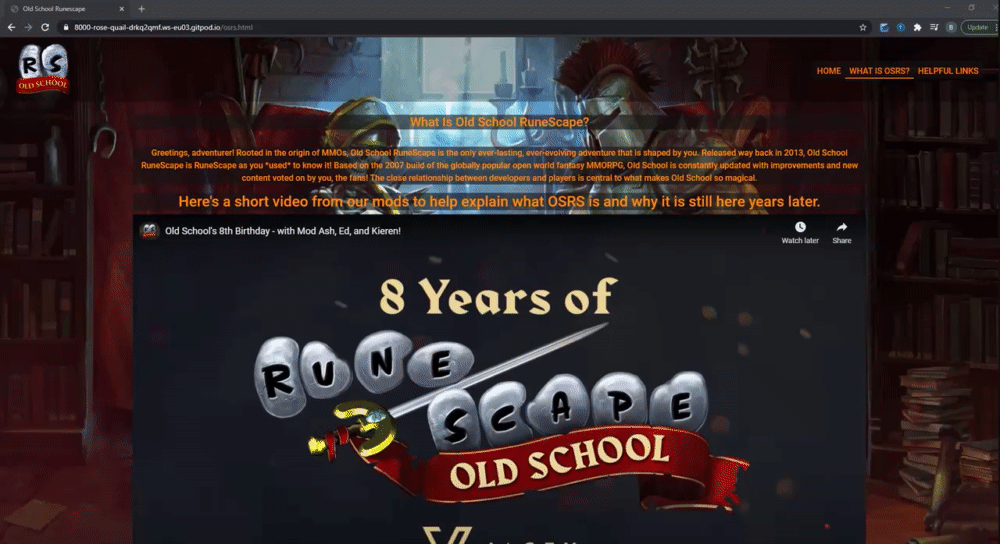 Old School Runescape
8000-rose-quail-drkq2qmf.ws-eu03.gitpod.io/osrs.html
B
Update
RS
OLD SCHOOL
HOME WHAT IS OSRS? HELPFUL LINKS
What Is Old School RuneScape?
Greetings, adventurer! Rooted in the origin of MMOs, Old School RuneScape is the only ever-lasting, ever-evolving adventure that is shaped by you. Released way back in 2013, Old School
RuneScape is RuneScape as you *used* to know it! Based on the 2007 build of the globally popular open world fantasy MMORPG, Old School is constantly updated with improvements and new
content voted on by you, the fans! The close relationship between developers and players is central to what makes Old School so magical.
Here's a short video from our mods to help explain what OSRS is and why it is still here years later.
Old School's 8th Birthday - with Mod Ash, Ed, and Kieren!
Watch later Share
8 Years of
RUNE
SCAPE
OLD SCHOOL